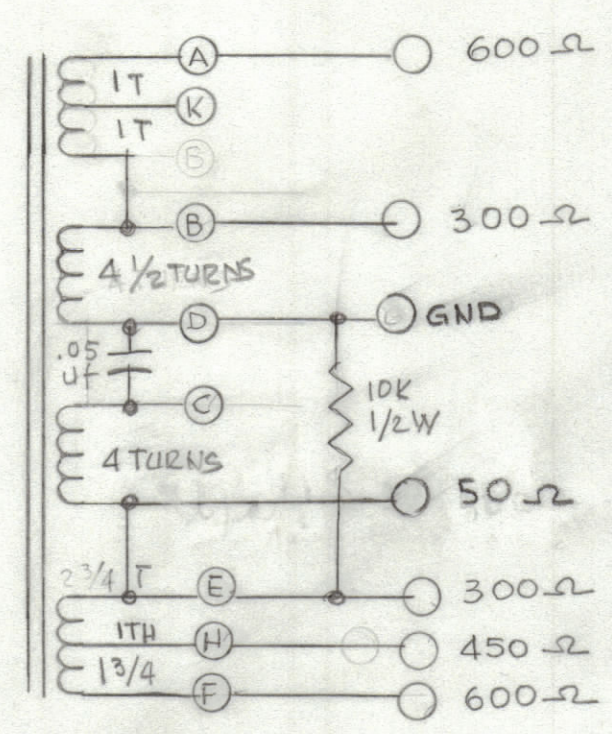 A 600 Ω
1T
K
1T
B
B 300 Ω
4 1/2 TURNS
D GND
.05
uf
10K
1/2W
C
4 TURNS
50 Ω
2 3/4 T E 300 Ω
1TH H 450 Ω
1 3/4
F 600 Ω